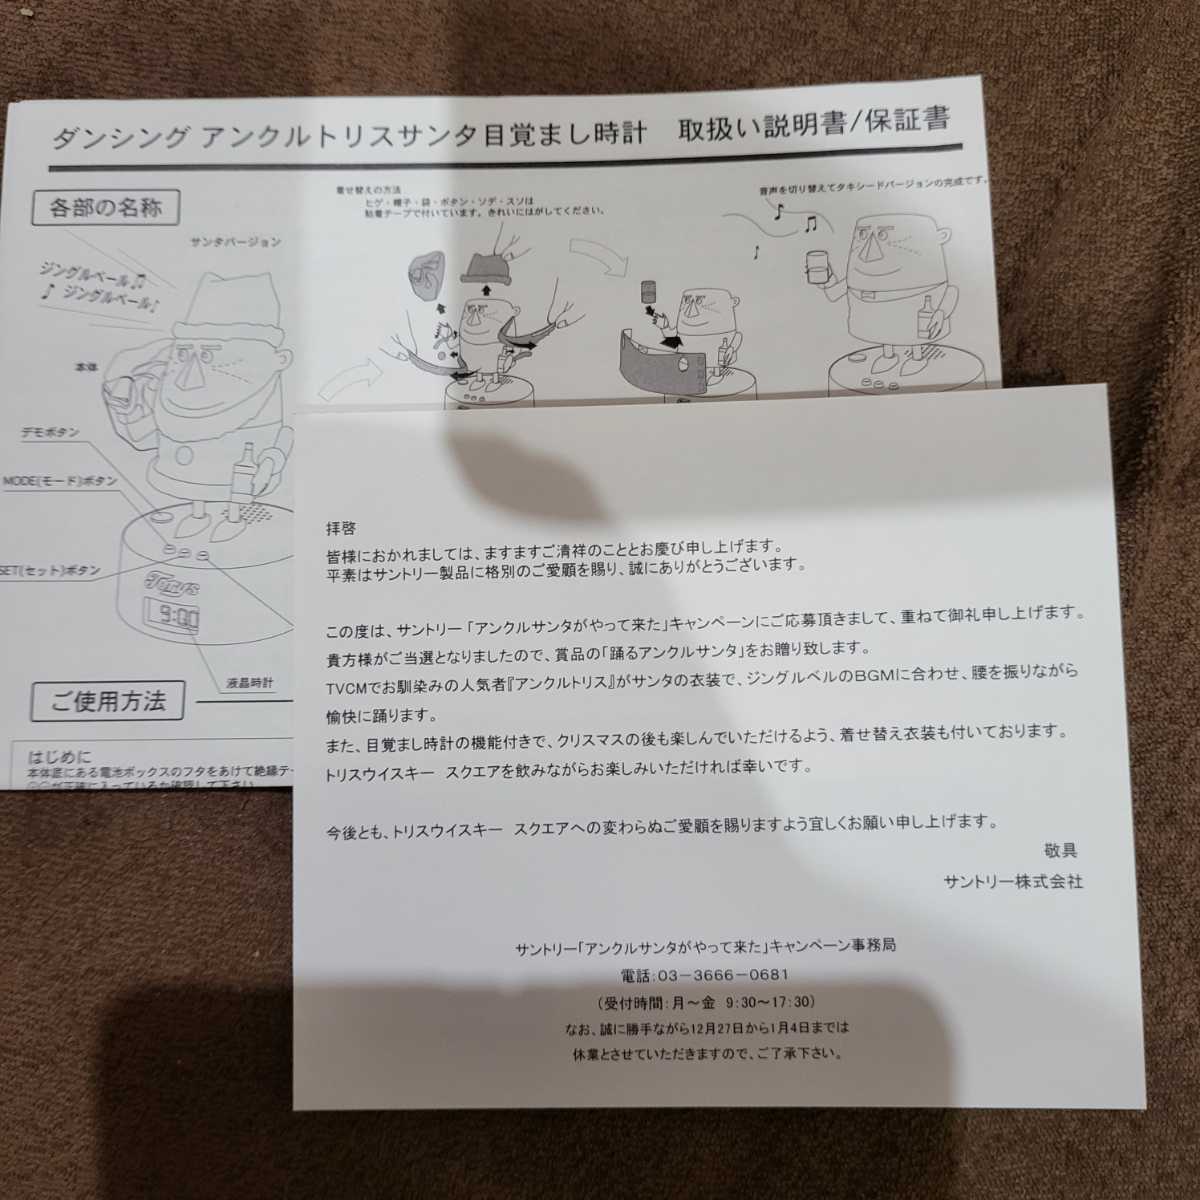 ダンシング アンクルトリスサンタ目覚まし時計　取扱い説明書/保証書
各部の名称
サンタバージョン
ジングルベール♫
♪ ジングルベール♪
本体
デモボタン
MODE(モード)ボタン
SET(セット)ボタン
TORYS
9:00
液晶時計
着せ替えの方法
ヒゲ・帽子・袋・ボタン・ソデ・スソは
粘着テープで付いています。きれいにはがしてください。
音声を切り替えてタキシードバージョンの完成です。
ご使用方法
はじめに
本体底にある電池ボックスのフタをあけて絶縁テー
が正確に入っているか確認して下さい
拝啓
皆様におかれましては、ますますご清祥のこととお慶び申し上げます。
平素はサントリー製品に格別のご愛顧を賜り、誠にありがとうございます。
この度は、サントリー「アンクルサンタがやって来た」キャンペーンにご応募頂きまして、重ねて御礼申し上げます。
貴方様がご当選となりましたので、賞品の「踊るアンクルサンタ」をお贈り致します。
TVCMでお馴染みの人気者『アンクルトリス』がサンタの衣装で、ジングルベルのBGMに合わせ、腰を振りながら
愉快に踊ります。
また、目覚まし時計の機能付きで、クリスマスの後も楽しんでいただけるよう、着せ替え衣装も付いております。
トリスウイスキー　スクエアを飲みながらお楽しみいただければ幸いです。
今後とも、トリスウイスキー　スクエアへの変わらぬご愛顧を賜りますよう宜しくお願い申し上げます。
敬具
サントリー株式会社
サントリー「アンクルサンタがやって来た」キャンペーン事務局
電話:03－3666－0681
(受付時間:月～金　9:30～17:30)
なお、誠に勝手ながら12月27日から1月4日までは
休業とさせていただきますので、ご了承下さい。